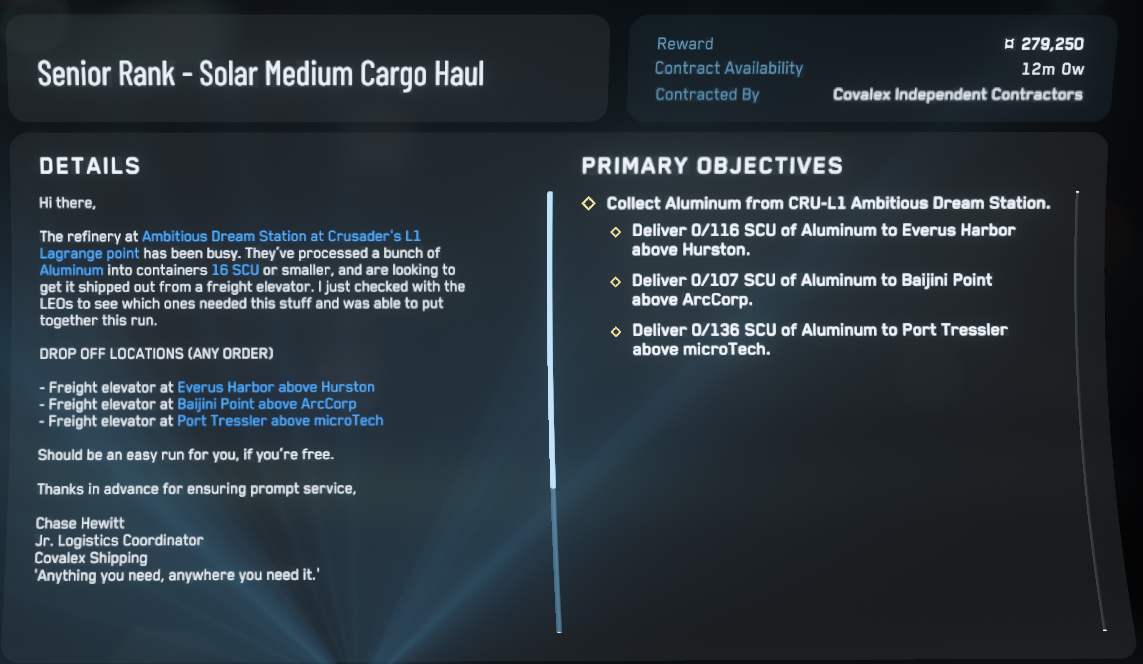 Senior Rank - Solar Medium Cargo Haul
Reward ¤ 279,250
Contract Availability 12m 0w
Contracted By Covalex Independent Contractors
DETAILS
Hi there,
The refinery at Ambitious Dream Station at Crusader's L1
Lagrange point has been busy. They've processed a bunch of
Aluminum into containers 16 SCU or smaller, and are looking to
get it shipped out from a freight elevator. I just checked with the
LEOs to see which ones needed this stuff and was able to put
together this run.
DROP OFF LOCATIONS (ANY ORDER)
- Freight elevator at Everus Harbor above Hurston
- Freight elevator at Baijini Point above ArcCorp
- Freight elevator at Port Tressler above microTech
Should be an easy run for you, if you're free.
Thanks in advance for ensuring prompt service,
Chase Hewitt
Jr. Logistics Coordinator
Covalex Shipping
'Anything you need, anywhere you need it.'
PRIMARY OBJECTIVES
Collect Aluminum from CRU-L1 Ambitious Dream Station.
Deliver 0/116 SCU of Aluminum to Everus Harbor
above Hurston.
Deliver 0/107 SCU of Aluminum to Baijini Point
above ArcCorp.
Deliver 0/136 SCU of Aluminum to Port Tressler
above microTech.